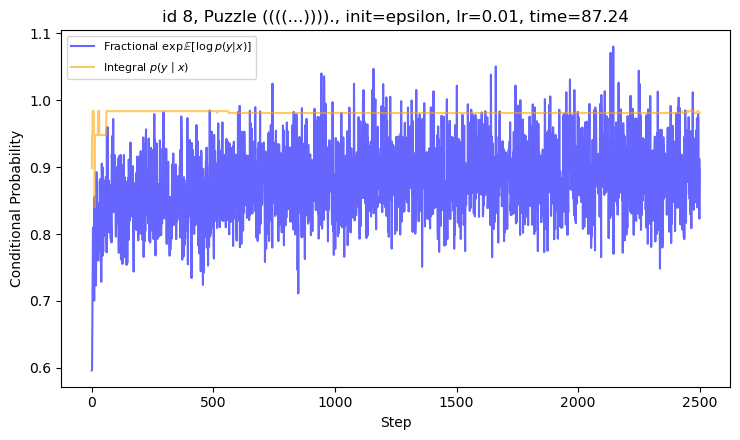 id 8, Puzzle ((((...))))., init=epsilon, lr=0.01, time=87.24
Fractional exp𝔼[log p(y|x)]
Integral p(y | x)
Conditional Probability
1.1
1.0
0.9
0.8
0.7
0.6
0
500
1000
1500
2000
2500
Step